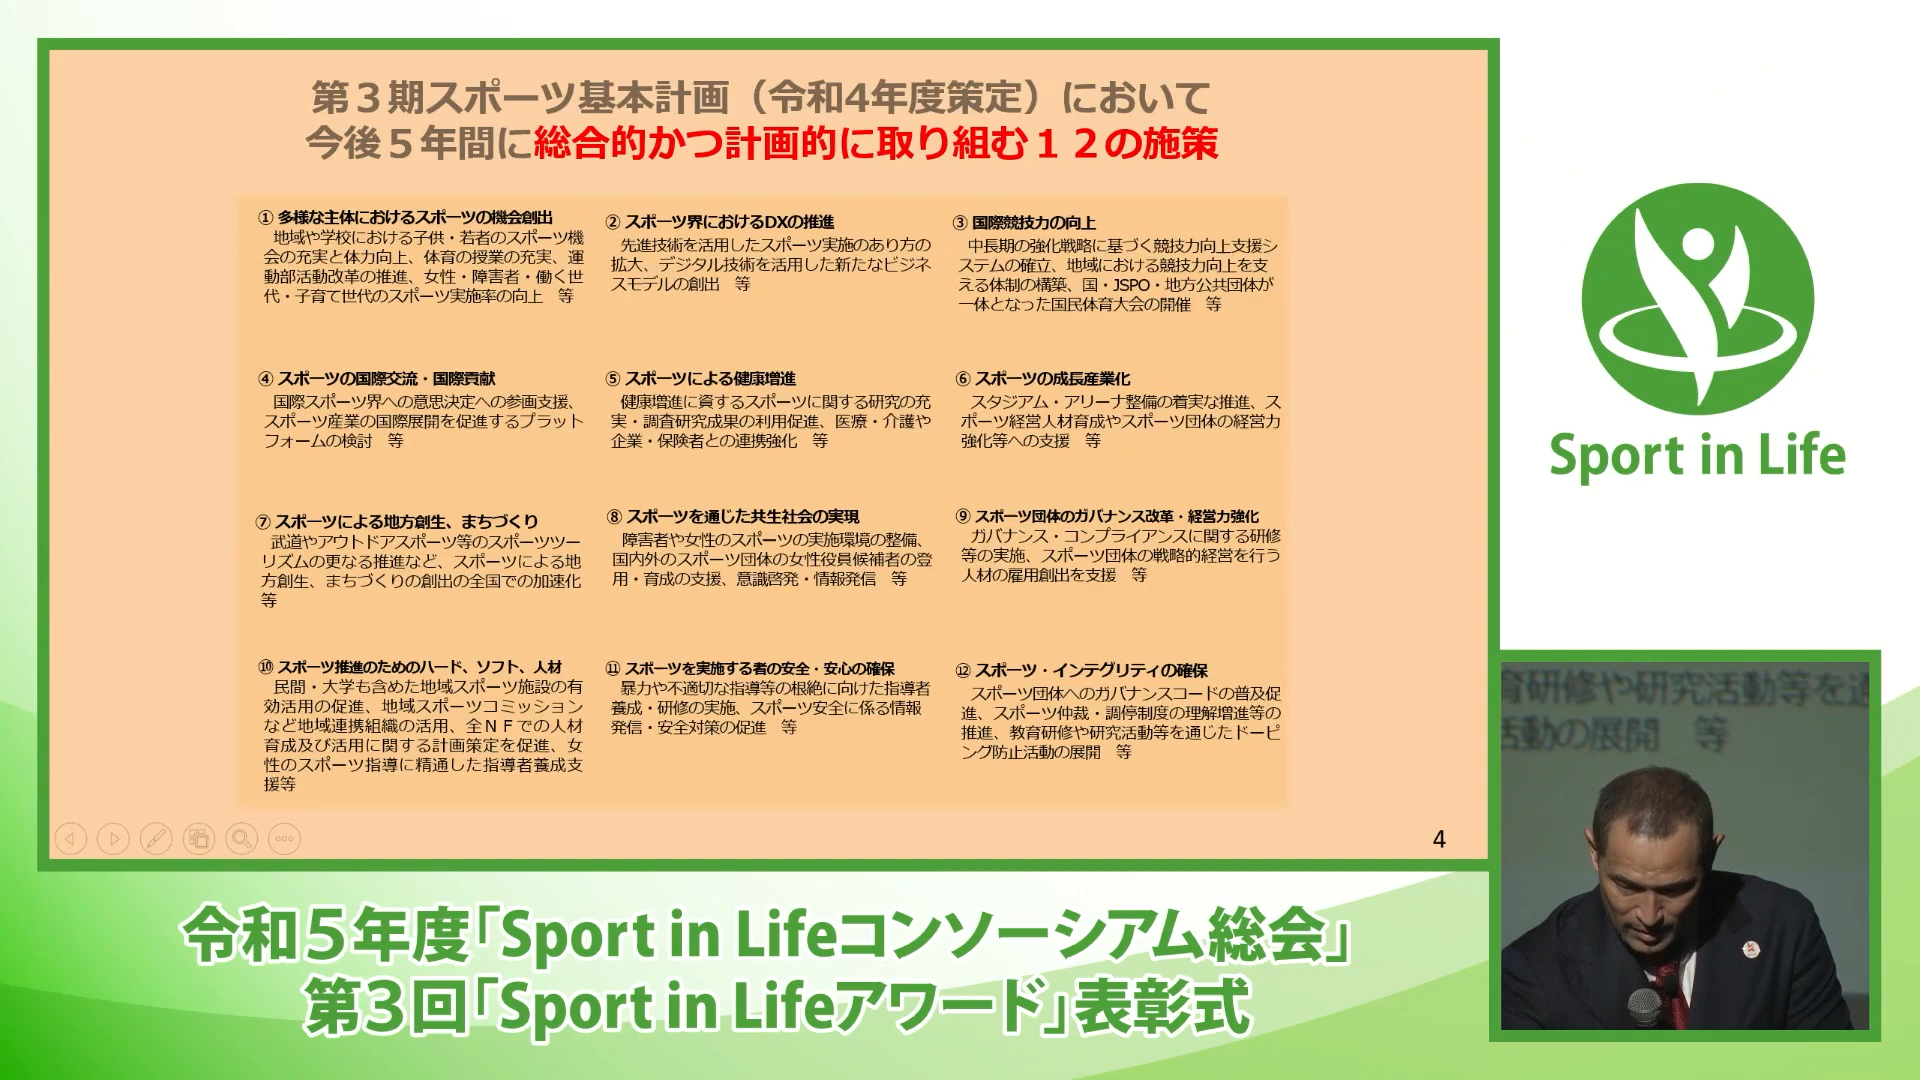 第３期スポーツ基本計画（令和4年度策定）において
今後５年間に総合的かつ計画的に取り組む１２の施策
① 多様な主体におけるスポーツの機会創出
地域や学校における子供・若者のスポーツ機
会の充実と体力向上、体育の授業の充実、運
動部活動改革の推進、女性・障害者・働く世
代・子育て世代のスポーツ実施率の向上　等
② スポーツ界におけるDXの推進
先進技術を活用したスポーツ実施のあり方の
拡大、デジタル技術を活用した新たなビジネ
スモデルの創出　等
③ 国際競技力の向上
中長期の強化戦略に基づく競技力向上支援シ
ステムの確立、地域における競技力向上を支
える体制の構築、国・JSPO・地方公共団体が
一体となった国民体育大会の開催　等
④ スポーツの国際交流・国際貢献
国際スポーツ界への意思決定への参画支援、
スポーツ産業の国際展開を促進するプラット
フォームの検討　等
⑤ スポーツによる健康増進
健康増進に資するスポーツに関する研究の充
実・調査研究成果の利用促進、医療・介護や
企業・保険者との連携強化　等
⑥ スポーツの成長産業化
スタジアム・アリーナ整備の着実な推進、ス
ポーツ経営人材育成やスポーツ団体の経営力
強化等への支援　等
⑦ スポーツによる地方創生、まちづくり
武道やアウトドアスポーツ等のスポーツツー
リズムの更なる推進など、スポーツによる地
方創生、まちづくりの創出の全国での加速化
等
⑧ スポーツを通じた共生社会の実現
障害者や女性のスポーツの実施環境の整備、
国内外のスポーツ団体の女性役員候補者の登
用・育成の支援、意識啓発・情報発信　等
⑨ スポーツ団体のガバナンス改革・経営力強化
ガバナンス・コンプライアンスに関する研修
等の実施、スポーツ団体の戦略的経営を行う
人材の雇用創出を支援　等
⑩ スポーツ推進のためのハード、ソフト、人材
民間・大学も含めた地域スポーツ施設の有
効活用の促進、地域スポーツコミッション
など地域連携組織の活用、全ＮＦでの人材
育成及び活用に関する計画策定を促進、女
性のスポーツ指導に精通した指導者養成支
援等
⑪ スポーツを実施する者の安全・安心の確保
暴力や不適切な指導等の根絶に向けた指導者
養成・研修の実施、スポーツ安全に係る情報
発信・安全対策の促進　等
⑫ スポーツ・インテグリティの確保
スポーツ団体へのガバナンスコードの普及促
進、スポーツ仲裁・調停制度の理解増進等の
推進、教育研修や研究活動等を通じたドーピ
ング防止活動の展開　等
4
Sport in Life
育研修や研究活動等を通
活動の展開　等
令和５年度「Sport in Lifeコンソーシアム総会」
第３回「Sport in Lifeアワード」表彰式